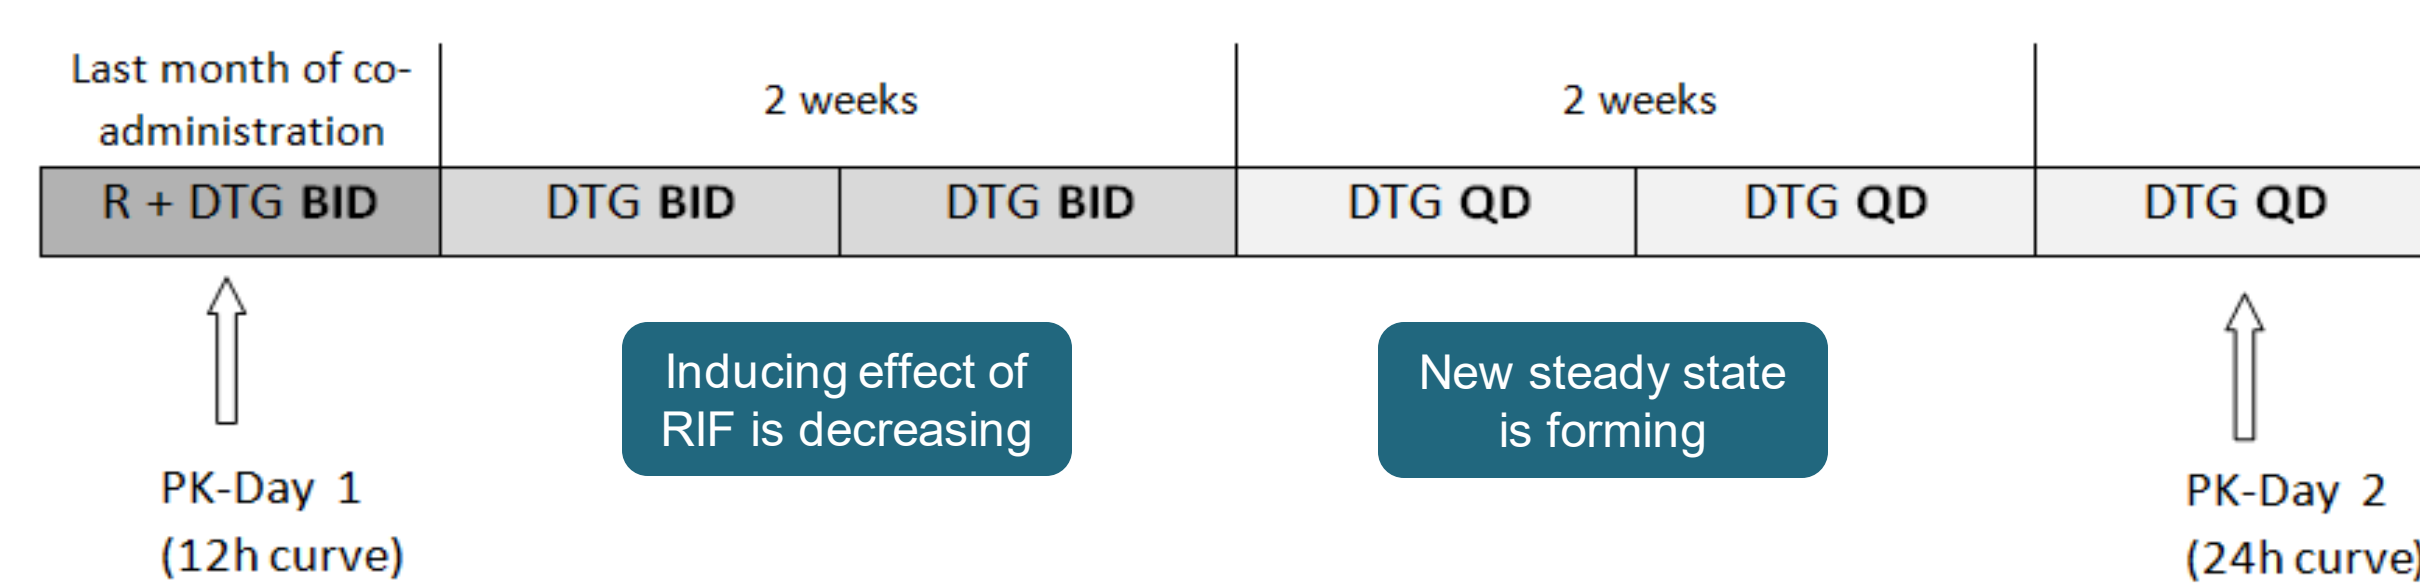 Last month of co-
administration
2 weeks
2 weeks
R + DTG BID
DTG BID
DTG BID
DTG QD
DTG QD
DTG QD
Inducing effect of
RIF is decreasing
New steady state
is forming
PK-Day 1
(12h curve)
PK-Day 2
(24h curve)